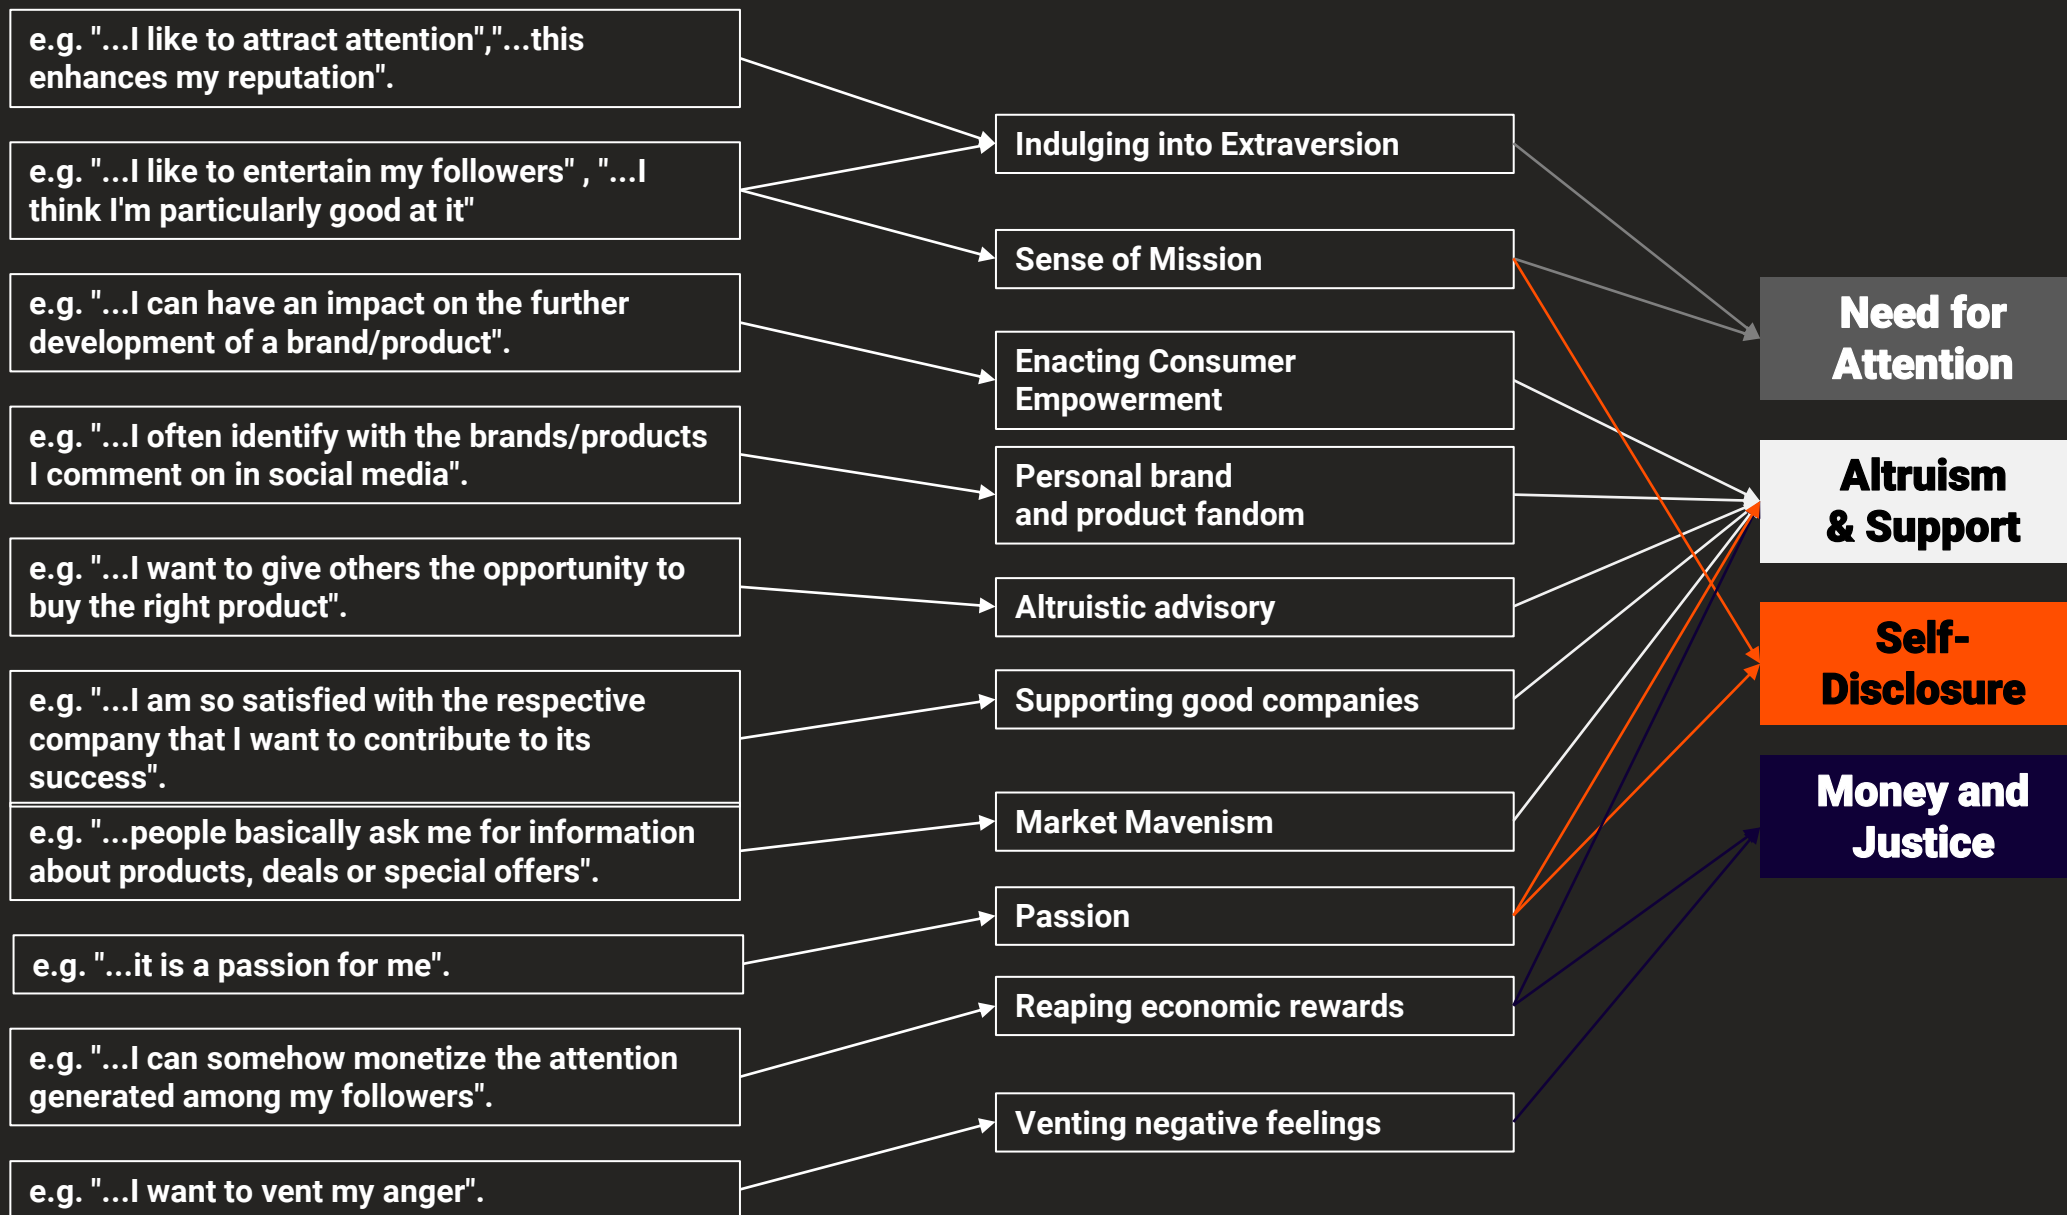 e.g. "...I like to attract attention","...this
enhances my reputation".
e.g. "...I like to entertain my followers" , "...I
think I'm particularly good at it"
e.g. "...I can have an impact on the further
development of a brand/product".
e.g. "...I often identify with the brands/products
I comment on in social media".
e.g. "...I want to give others the opportunity to
buy the right product".
e.g. "...I am so satisfied with the respective
company that I want to contribute to its
success".
e.g. "...people basically ask me for information
about products, deals or special offers".
e.g. "...it is a passion for me".
e.g. "...I can somehow monetize the attention
generated among my followers".
e.g. "...I want to vent my anger".
Indulging into Extraversion
Sense of Mission
Enacting Consumer
Empowerment
Personal brand
and product fandom
Altruistic advisory
Supporting good companies
Market Mavenism
Passion
Reaping economic rewards
Venting negative feelings
Need for
Attention
Altruism
& Support
Self-
Disclosure
Money and
Justice